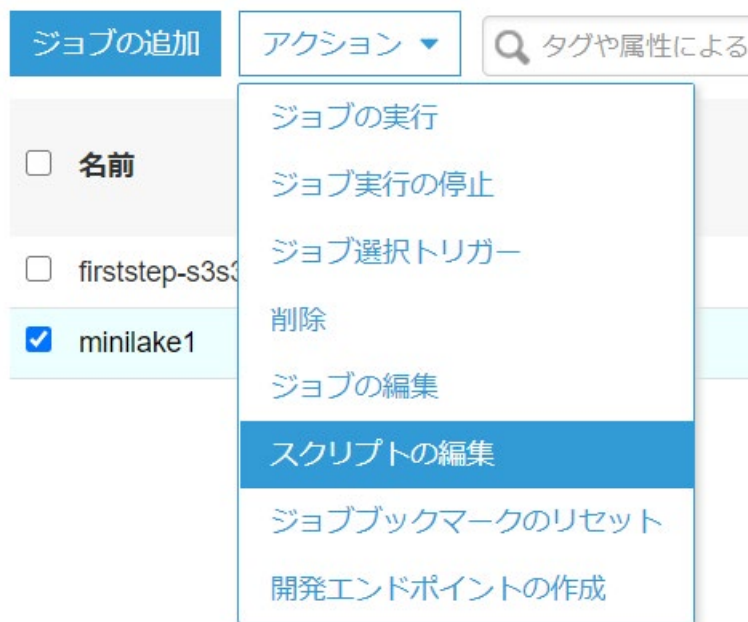 ジョブの追加 アクション タグや属性による
ジョブの実行
名前
ジョブ実行の停止
ジョブ選択トリガー
firststep-s3s3
削除
minilake1
ジョブの編集
スクリプトの編集
ジョブブックマークのリセット
開発エンドポイントの作成